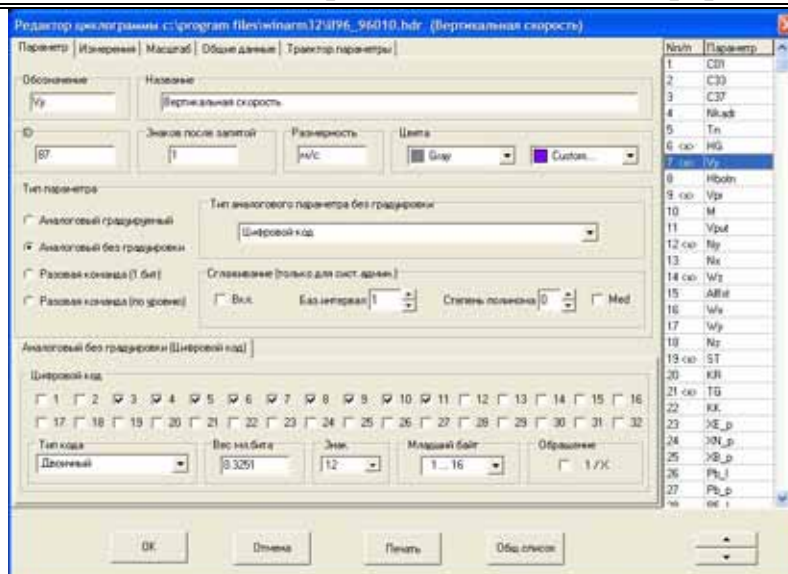 Редактор циклограммы c:\program files\winarm32\il96_96010.hdr (Вертикальная скорость)
Параметр Измерения Масштаб Общие данные Траектор параметры
Обозначение Название
Vy Вертикальная скорость
ID Знаков после запятой Размерность Цвета
87 1 м/с Gray Custom...
Тип параметра
Тип аналогового параметра без градуировки
Аналоговый градуируемый
Цифровой код
Аналоговый без градуировки
Разовая команда (1 бит)
Сглаживание (только для сист.админ.)
Вкл. Баз.интервал 1 Степень полинома 0 Med
Разовая команда (по уровню)
Аналоговый без градуировки (Цифровой код)
Цифровой код
1 2 3 4 5 6 7 8 9 10 11 12 13 14 15 16
17 18 19 20 21 22 23 24 25 26 27 28 29 30 31 32
Тип кода Вес мл.бита Знак Младший байт Обращение
Двоичный 0.3251 12 1 ... 16 1 / X
OK Отмена Печать Общ.список
Nп/п Параметр
1 C01
2 C33
3 C37
4
5 Tn
6 HG
7 Vy
8
9 Vpr
10 M
11 Vput
12 Ny
13 Nx
14 Wz
15
16 Wx
17 Wy
18 Nz
19 ST
20 KR
21 TG
22 KK
23 XE_p
24 XN_p
25 XB_p
26 Pb_l
27 Pb_p